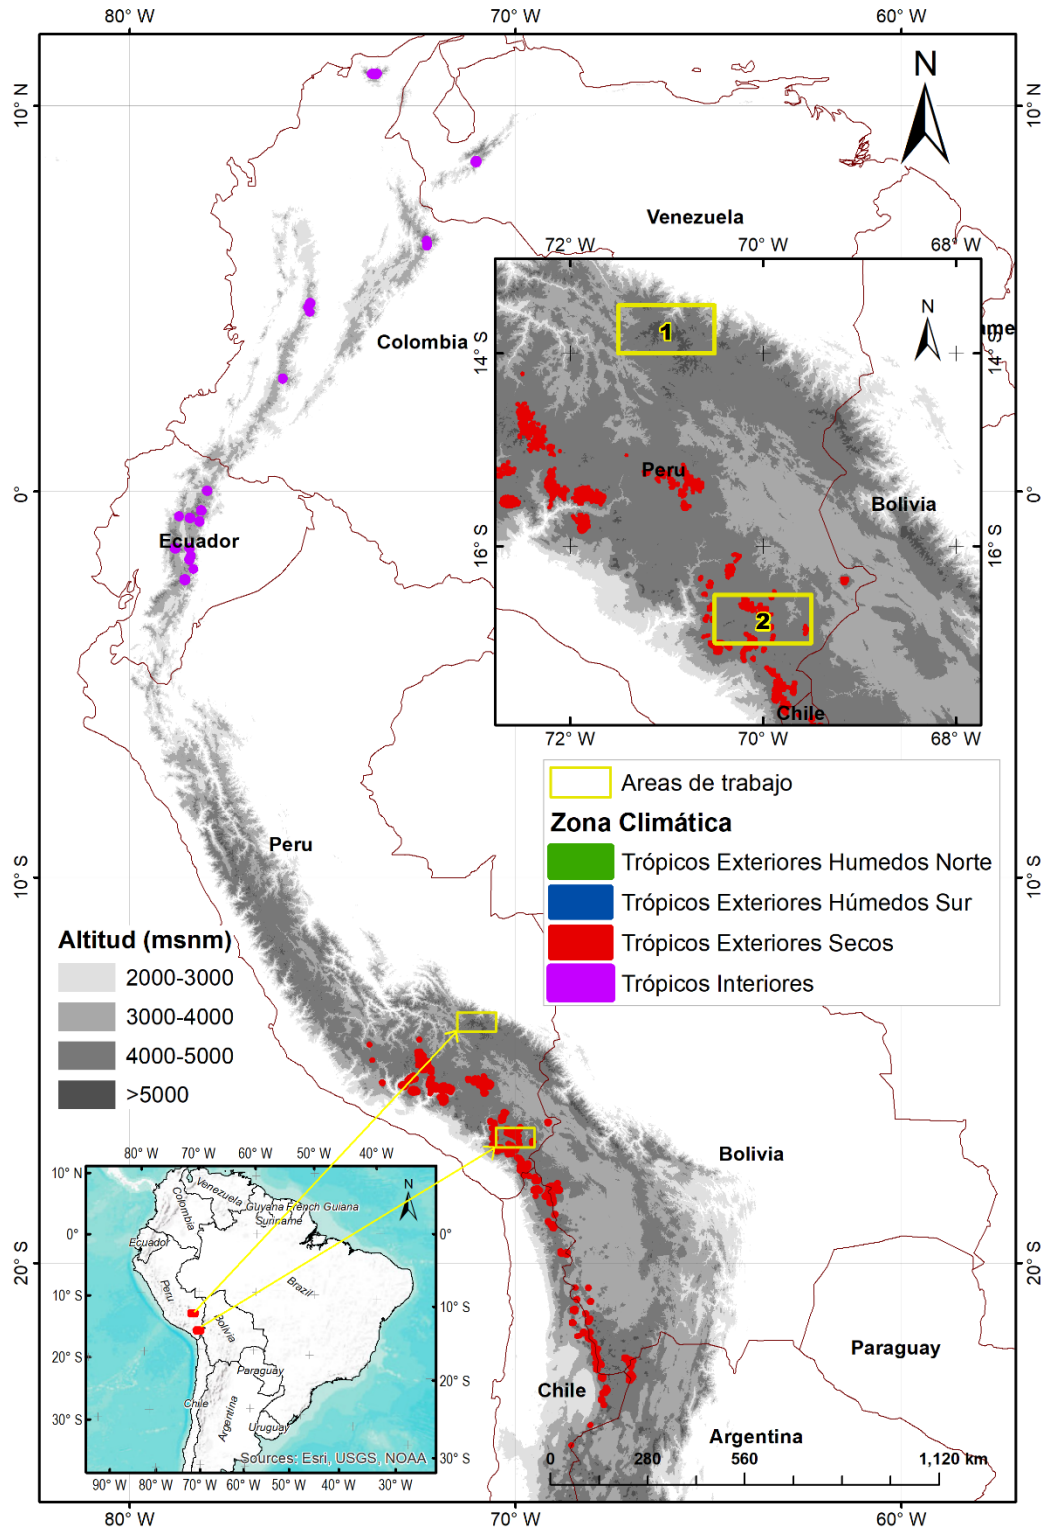 80° W 70° W 60° W
10° N 10° N
N
Venezuela
72° W 70° W 68° W
N
1
ame
Colombia
14° S 14° S
Peru
0° 0°
Bolivia
Ecuador
16° S 16° S
2
Chile
72° W 70° W 68° W
Areas de trabajo
Zona Climática
Peru
Trópicos Exteriores Humedos Norte
10° S 10° S
Trópicos Exteriores Húmedos Sur
Altitud (msnm)
Trópicos Exteriores Secos
2000-3000
Trópicos Interiores
3000-4000
4000-5000
>5000
80° W 70° W 60° W 50° W 40° W
Bolivia
10° N 10° N
N
Venezuela
Colombia
Guyana French Guiana
Suriname
0° 0°
Ecuador
20° S 20° S
Peru
Brazil
10° S 10° S
Bolivia
20° S 20° S
Paraguay
Paraguay
Chile
Chile
Argentina
30° S 30° S
Uruguay
Argentina
Sources: Esri, USGS, NOAA
0 280 560 1,120 km
90° W 80° W 70° W 60° W 50° W 40° W 30° W
80° W 70° W 60° W